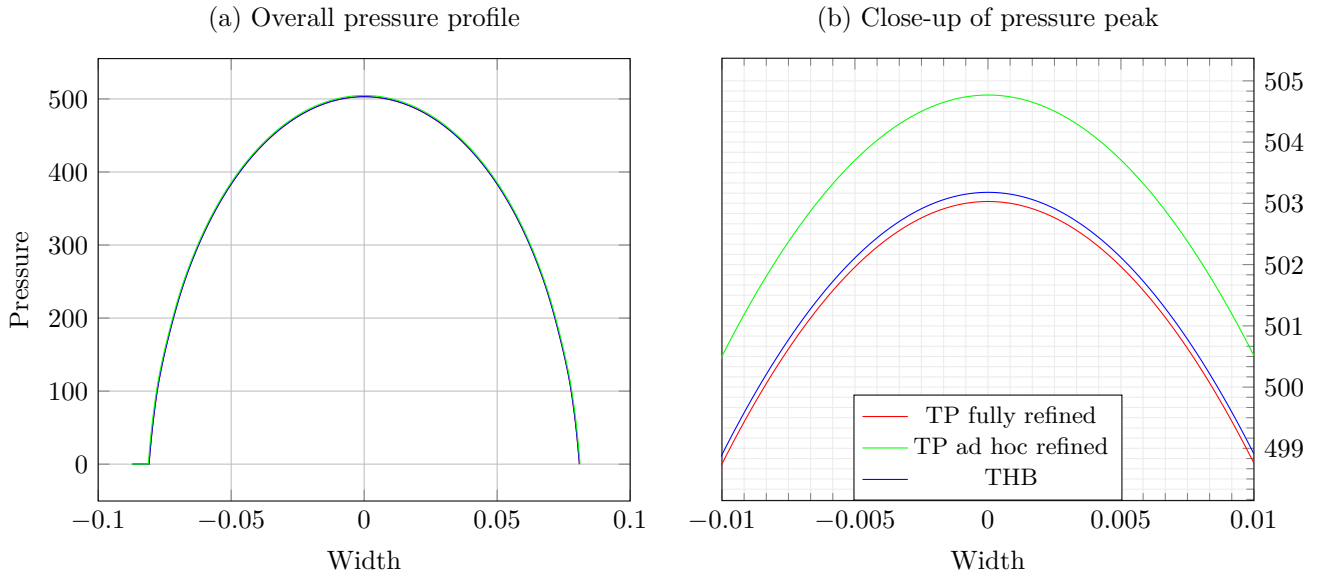 (a) Overall pressure profile
Pressure
500
400
300
200
100
0
−0.1
−0.05
0
0.05
0.1
Width
(b) Close-up of pressure peak
505
504
503
502
501
500
499
TP fully refined
TP ad hoc refined
THB
−0.01
−0.005
0
0.005
0.01
Width